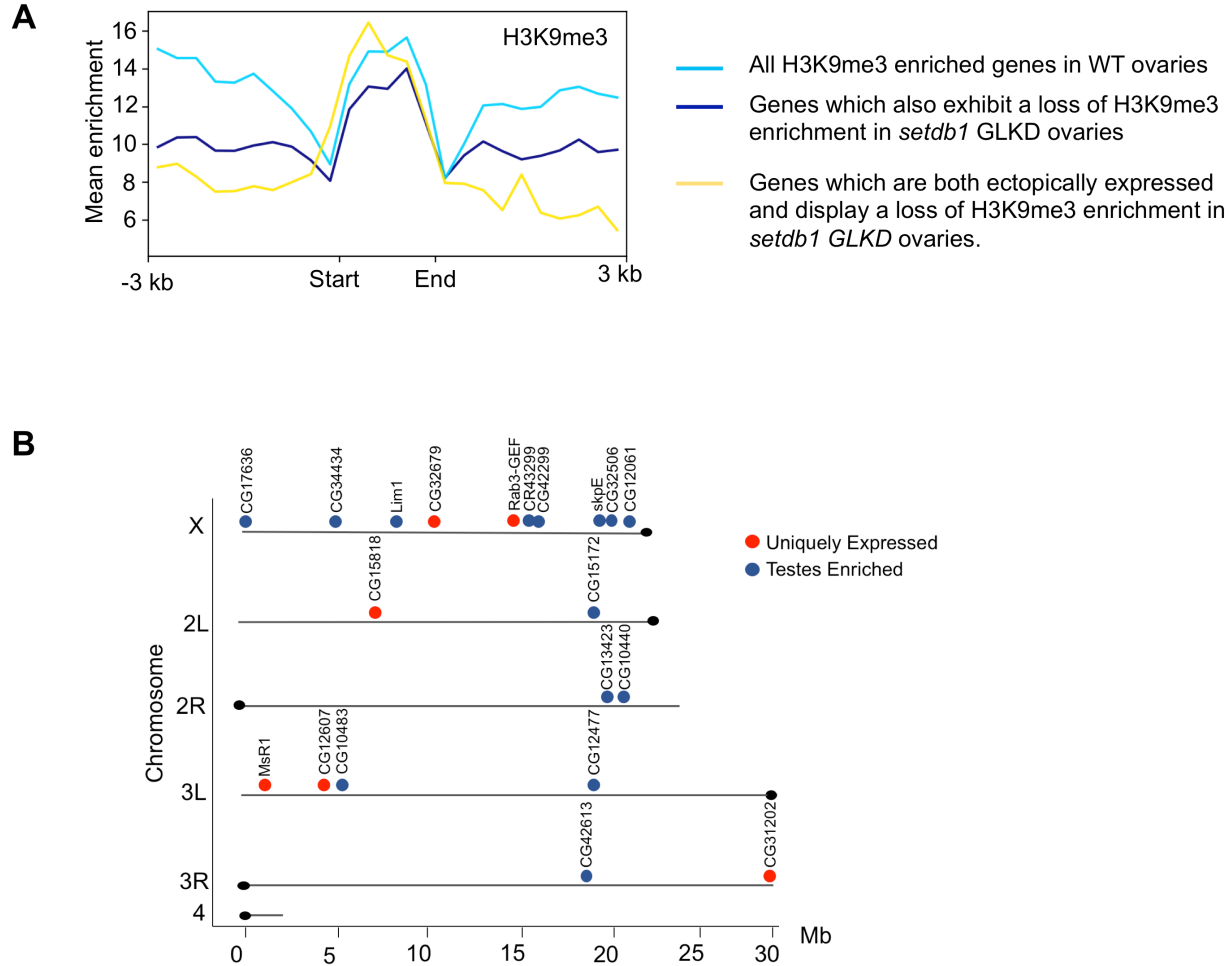 A
H3K9me3
Mean enrichment
16
14
12
10
8
6
-3 kb
Start
End
3 kb
All H3K9me3 enriched genes in WT ovaries
Genes which also exhibit a loss of H3K9me3
enrichment in setdb1 GLKD ovaries
Genes which are both ectopically expressed
and display a loss of H3K9me3 enrichment in
setdb1 GLKD ovaries.
B
Chromosome
X
CG17636
CG34434
Lim1
CG32679
Rab3-GEF
CR43299
CG42299
skpE
CG32506
CG12061
2L
CG15818
CG15172
2R
CG13423
CG10440
3L
MsR1
CG12607
CG10483
CG12477
3R
CG42613
CG31202
4
0
5
10
15
20
25
30
Mb
Uniquely Expressed
Testes Enriched